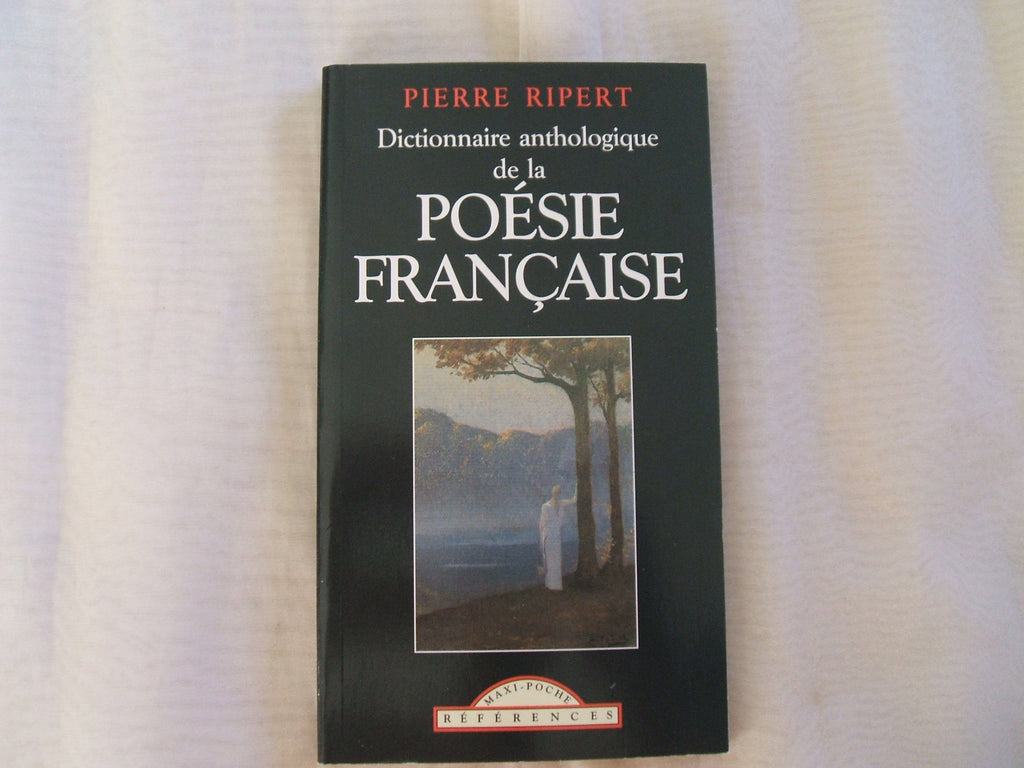 PIERRE RIPERT
Dictionnaire anthologique
de la
POÉSIE
FRANÇAISE
MAXI-POCHE
RÉFÉRENCES